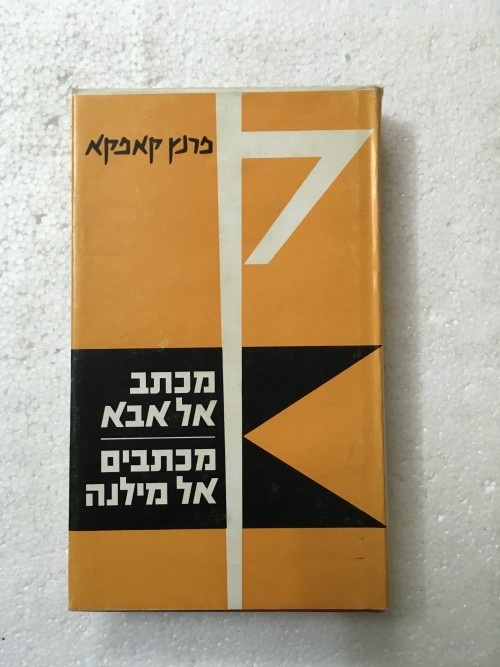 פרנץ קאפקא
ק
מכתב
אל אבא
מכתבים
אל מילנה